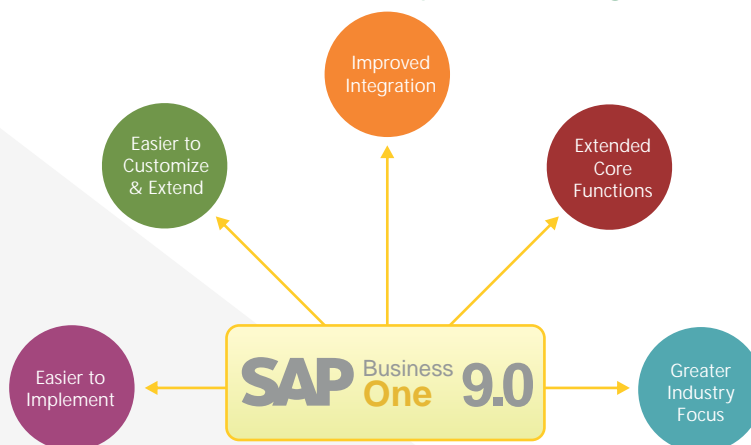 Improved
Integration
Easier to
Customize
& Extend
Extended
Core
Functions
Easier to
Implement
SAP Business One 9.0
Greater
Industry
Focus